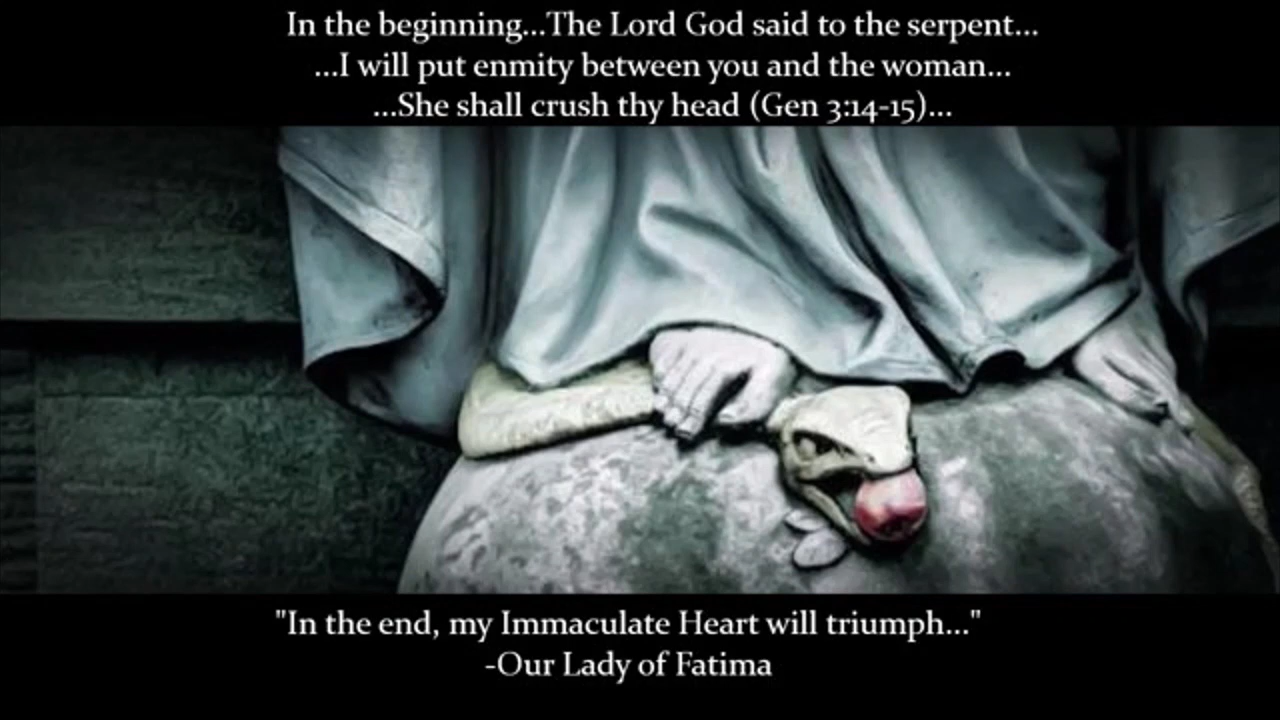 In the beginning...The Lord God said to the serpent...
...I will put enmity between you and the woman...
...She shall crush thy head (Gen 3:14-15)...
"In the end, my Immaculate Heart will triumph..."
-Our Lady of Fatima